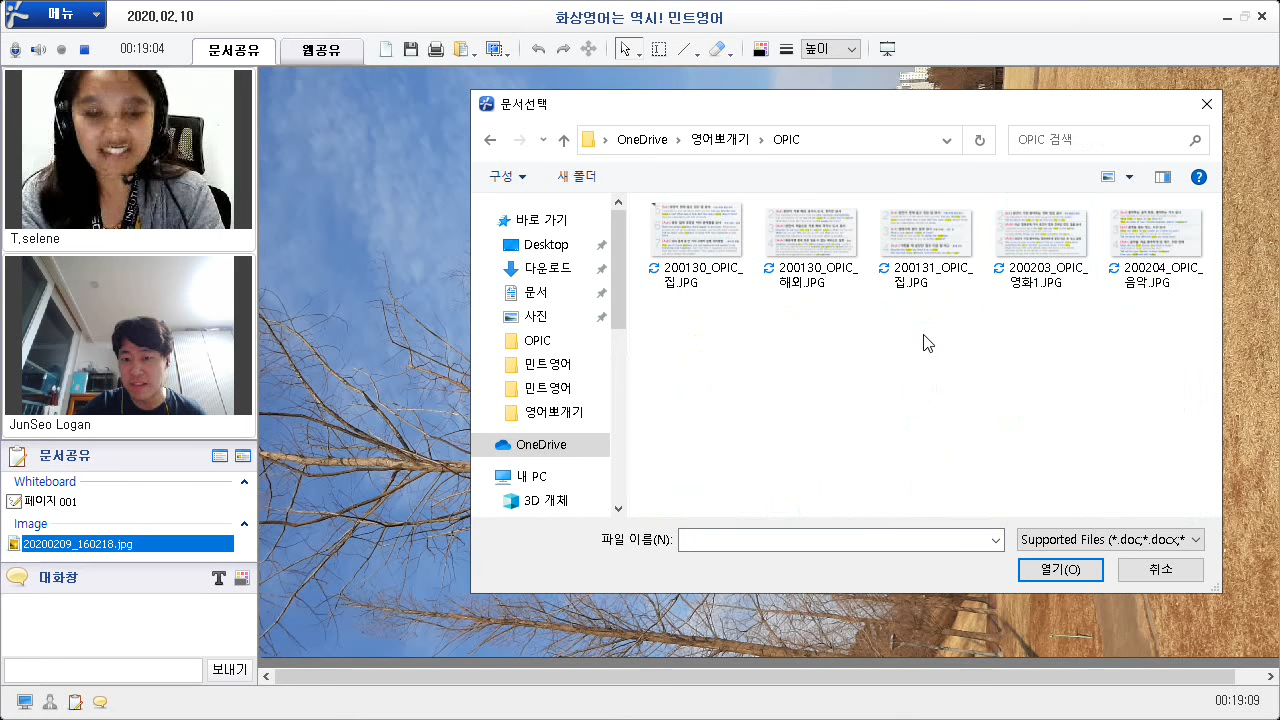 메뉴
2020.02.10
화상영어는 역시! 민트영어
00:19:04
문서공유
웹공유
높이
T.selene
JunSeo Logan
문서공유
Whiteboard
페이지 001
Image
20200209_160218.jpg
대화창
보내기
문서선택
OneDrive
영어뽀개기
OPIC
OPIC 검색
구성
새 폴더
바로 가기
Desktop
다운로드
문서
사진
OPIC
민트영어
민트영어
영어뽀개기
OneDrive
내 PC
3D 개체
200130_OPIC_
집.JPG
200130_OPIC_
해외.JPG
200131_OPIC_
집.JPG
200203_OPIC_
영화1.JPG
200204_OPIC_
음악.JPG
파일 이름(N):
Supported Files (*.doc,*.docx,*
열기(O)
취소
00:19:09